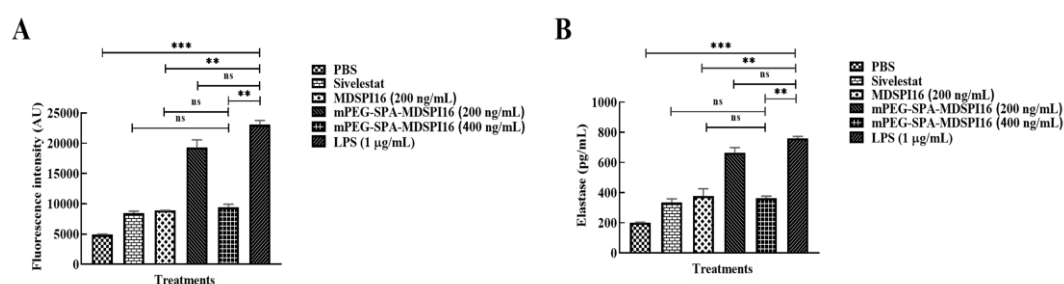 A
***
**
ns
ns
**
ns
Fluorescence intensity (AU)
25000
20000
15000
10000
5000
0
Treatments
PBS
Sivelestat
MDSPI16 (200 ng/mL)
mPEG-SPA-MDSPI16 (200 ng/mL)
mPEG-SPA-MDSPI16 (400 ng/mL)
LPS (1 μg/mL)
B
***
**
ns
ns
**
ns
Elastase (pg/mL)
1000
800
600
400
200
0
Treatments
PBS
Sivelestat
MDSPI16 (200 ng/mL)
mPEG-SPA-MDSPI16 (200 ng/mL)
mPEG-SPA-MDSPI16 (400 ng/mL)
LPS (1 μg/mL)